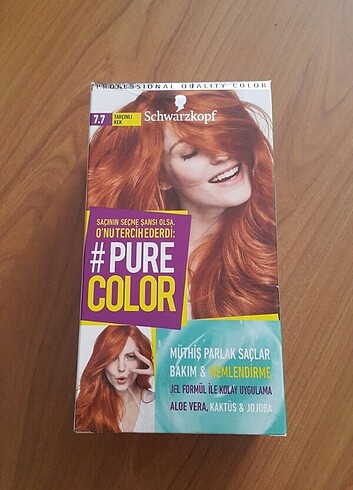 PROFESSIONAL QUALITY COLOR
7.7 TARÇINLI
KEK
Schwarzkopf
SAÇININ SEÇME ŞANSI OLSA,
O'NU TERCİH EDERDİ:
#PURE
COLOR
MÜTHİŞ PARLAK SAÇLAR
BAKIM & NEMLENDİRME
JEL FORMÜL İLE KOLAY UYGULAMA
ALOE VERA, KAKTÜS & JOJOBA